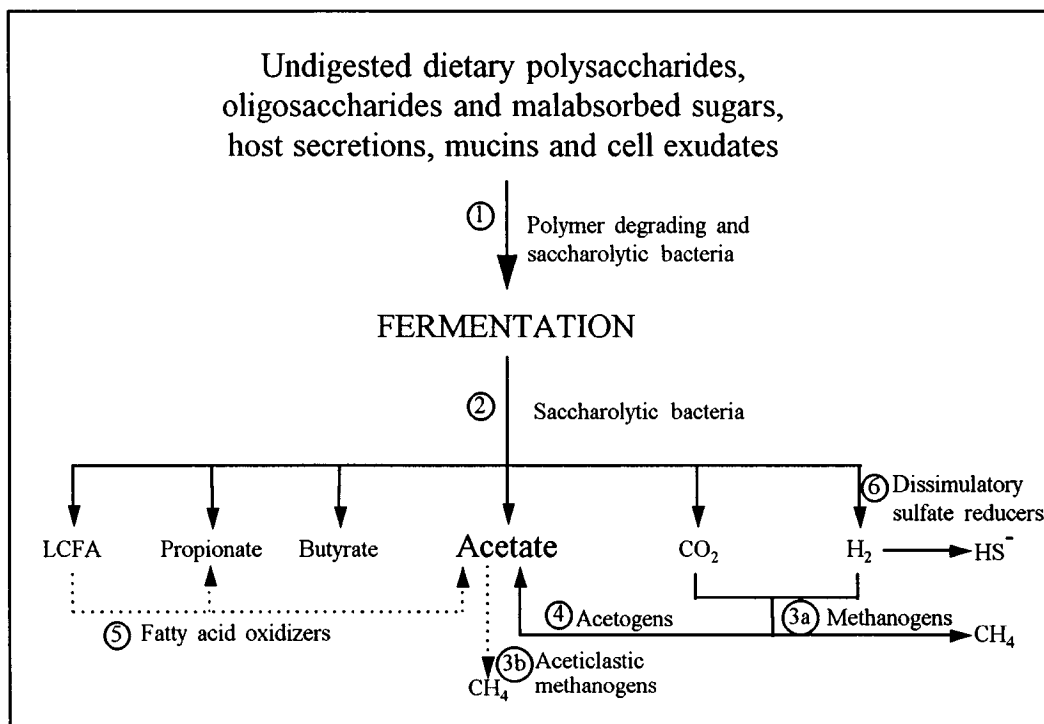 Undigested dietary polysaccharides,
oligosaccharides and malabsorbed sugars,
host secretions, mucins and cell exudates
1
Polymer degrading and
saccharolytic bacteria
FERMENTATION
2
Saccharolytic bacteria
6 Dissimulatory
sulfate reducers
LCFA Propionate Butyrate Acetate CO₂ H₂ HS⁻
4 Acetogens
3a Methanogens
CH₄
5 Fatty acid oxidizers
3b Aceticlastic
methanogens
CH₄